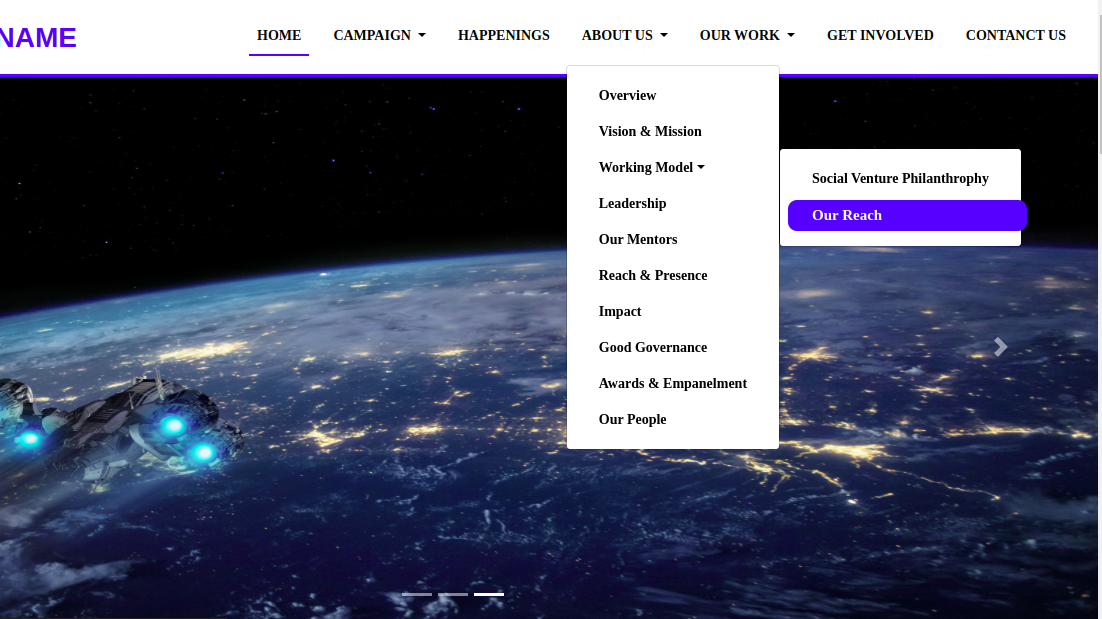 NAME
HOME CAMPAIGN HAPPENINGS ABOUT US OUR WORK GET INVOLVED CONTANCT US
Overview
Vision & Mission
Working Model
Leadership
Our Mentors
Reach & Presence
Impact
Good Governance
Awards & Empanelment
Our People
Social Venture Philanthrophy
Our Reach